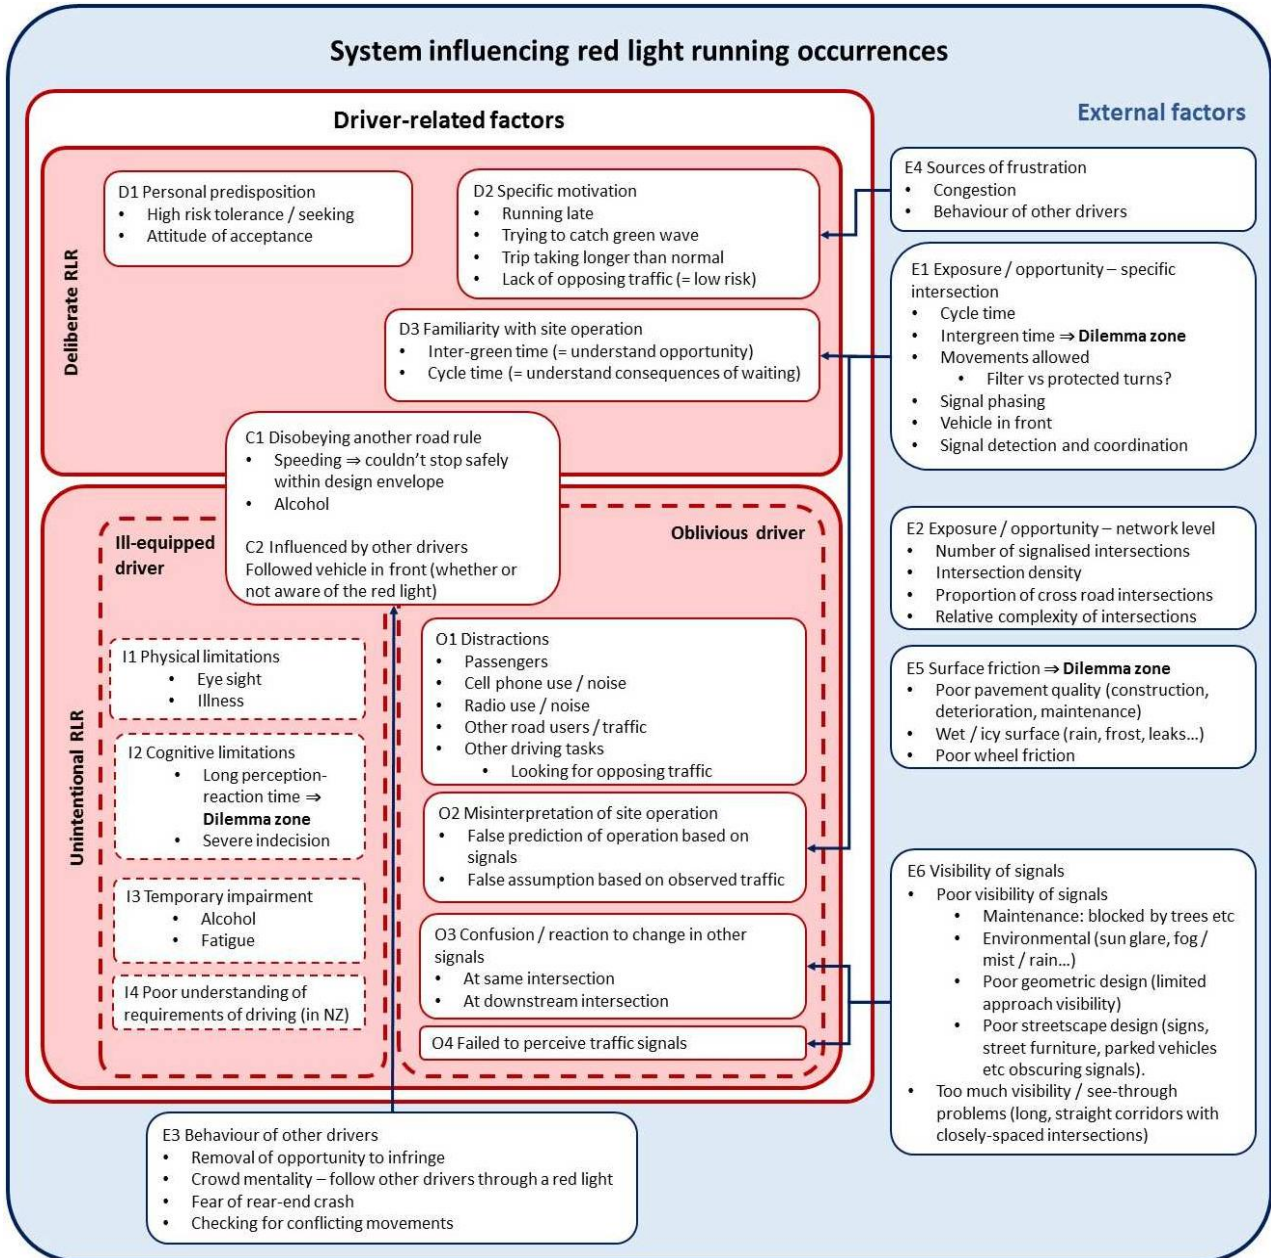 System influencing red light running occurrences
Driver-related factors
External factors
Deliberate RLR
D1 Personal predisposition
• High risk tolerance / seeking
• Attitude of acceptance
D2 Specific motivation
• Running late
• Trying to catch green wave
• Trip taking longer than normal
• Lack of opposing traffic (= low risk)
D3 Familiarity with site operation
• Inter-green time (= understand opportunity)
• Cycle time (= understand consequences of waiting)
C1 Disobeying another road rule
• Speeding ⇒ couldn't stop safely
within design envelope
• Alcohol
C2 Influenced by other drivers
Followed vehicle in front (whether or
not aware of the red light)
Unintentional RLR
Ill-equipped
driver
I1 Physical limitations
• Eye sight
• Illness
I2 Cognitive limitations
• Long perception-
reaction time ⇒
Dilemma zone
• Severe indecision
I3 Temporary impairment
• Alcohol
• Fatigue
I4 Poor understanding of
requirements of driving (in NZ)
Oblivious driver
O1 Distractions
• Passengers
• Cell phone use / noise
• Radio use / noise
• Other road users / traffic
• Other driving tasks
• Looking for opposing traffic
O2 Misinterpretation of site operation
• False prediction of operation based on
signals
• False assumption based on observed traffic
O3 Confusion / reaction to change in other
signals
• At same intersection
• At downstream intersection
O4 Failed to perceive traffic signals
E4 Sources of frustration
• Congestion
• Behaviour of other drivers
E1 Exposure / opportunity – specific
intersection
• Cycle time
• Intergreen time ⇒ Dilemma zone
• Movements allowed
• Filter vs protected turns?
• Signal phasing
• Vehicle in front
• Signal detection and coordination
E2 Exposure / opportunity – network level
• Number of signalised intersections
• Intersection density
• Proportion of cross road intersections
• Relative complexity of intersections
E5 Surface friction ⇒ Dilemma zone
• Poor pavement quality (construction,
deterioration, maintenance)
• Wet / icy surface (rain, frost, leaks...)
• Poor wheel friction
E6 Visibility of signals
• Poor visibility of signals
• Maintenance: blocked by trees etc
• Environmental (sun glare, fog /
mist / rain...)
• Poor geometric design (limited
approach visibility)
• Poor streetscape design (signs,
street furniture, parked vehicles
etc obscuring signals).
• Too much visibility / see-through
problems (long, straight corridors with
closely-spaced intersections)
E3 Behaviour of other drivers
• Removal of opportunity to infringe
• Crowd mentality – follow other drivers through a red light
• Fear of rear-end crash
• Checking for conflicting movements